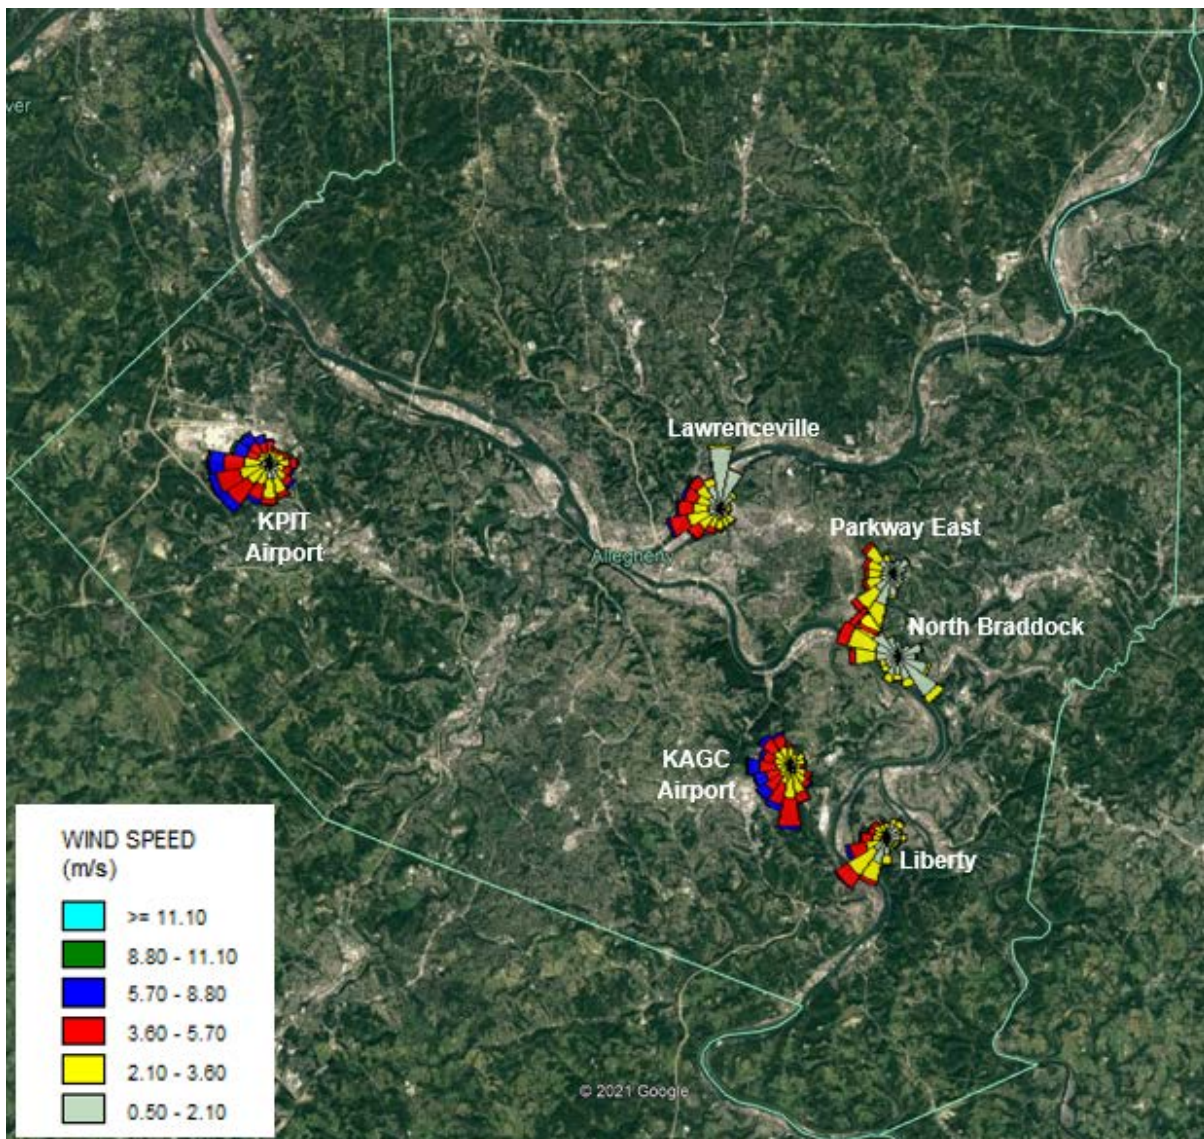 ver
Lawrenceville
Parkway East
KPIT
Airport
Allegheny
North Braddock
KAGC
Airport
Liberty
WIND SPEED
(m/s)
>= 11.10
8.80 - 11.10
5.70 - 8.80
3.60 - 5.70
2.10 - 3.60
0.50 - 2.10
© 2021 Google